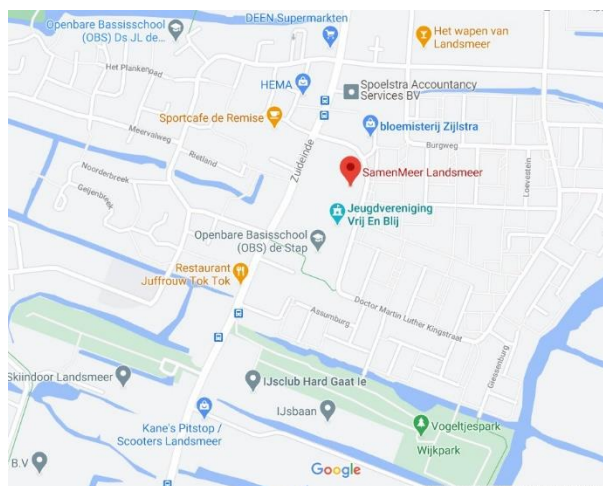 Openbare Bassisschool
(OBS) Ds JL de...
DEEN Supermarkten
Het wapen van
Landsmeer
Het Plankenpad
HEMA
Spoelstra Accountancy
Services BV
Sportcafe de Remise
Meervalweg
bloemisterij Zijlstra
Burgweg
Rietland
Zuideinde
SamenMeer Landsmeer
Loevestein
Noorderbreek
Geijenbreek
Jeugdvereniging
Vrij En Blij
Openbare Basisschool
(OBS) de Stap
Restaurant
Juffrouw Tok Tok
Assumburg
Doctor Martin Luther Kingstraat
Giessenburg
Skiindoor Landsmeer
IJsclub Hard Gaat Ie
Kane's Pitstop /
Scooters Landsmeer
IJsbaan
Vogeltjespark
Wijkpark
B.V
Google